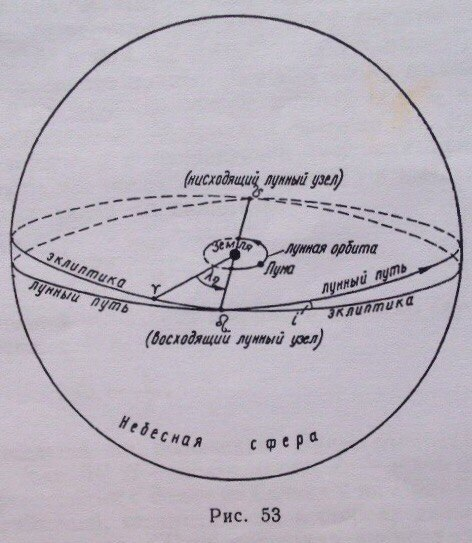 (нисходящий лунный узел)
☋
Земля
лунная орбита
Луна
эклиптика
лунный путь
♈
λ☊
лунный путь
эклиптика
i
☊
(восходящий лунный узел)
Небесная сфера
Рис. 53